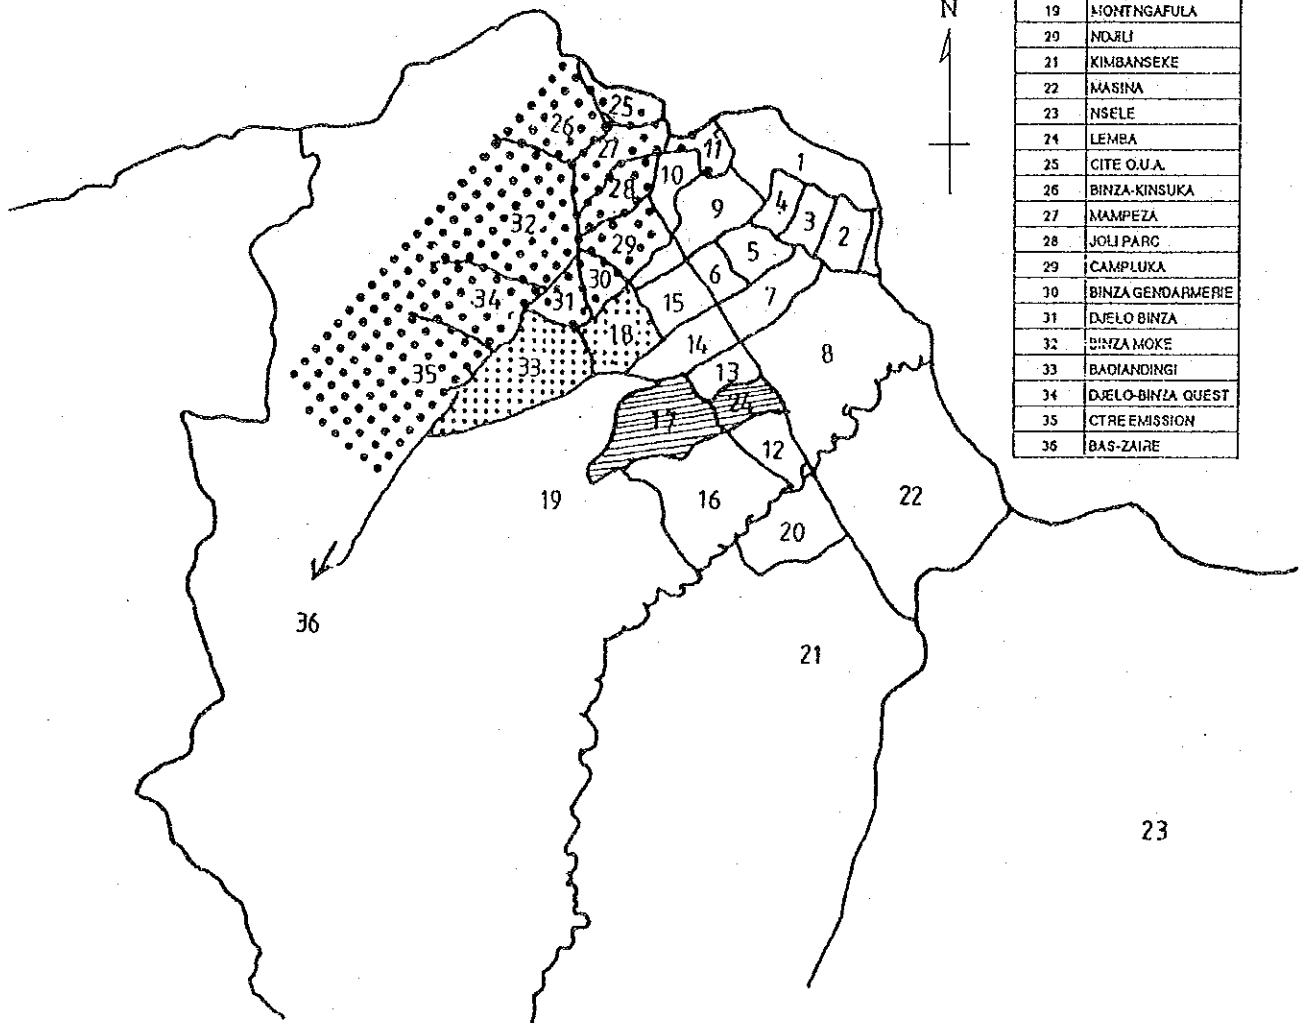 N
19 MONTNGAFULA
20 NDJILI
21 KIMBANSEKE
22 MASINA
23 NSELE
24 LEMBA
25 CITE O.U.A.
26 BINZA-KINSUKA
27 MAMPEZA
28 JOLI PARC
29 CAMPLUKA
30 BINZA GENDARMERIE
31 DJELO BINZA
32 BINZA MOKE
33 BADIANDINGI
34 DJELO-BINZA QUEST
35 CTRE EMISSION
36 BAS-ZAIRE
25
26
27
11
1
10
28
4
9
3
32
2
29
5
30
6
34
31
15
7
18
14
8
33
35
13
24
17
12
19
16
22
20
36
21
23